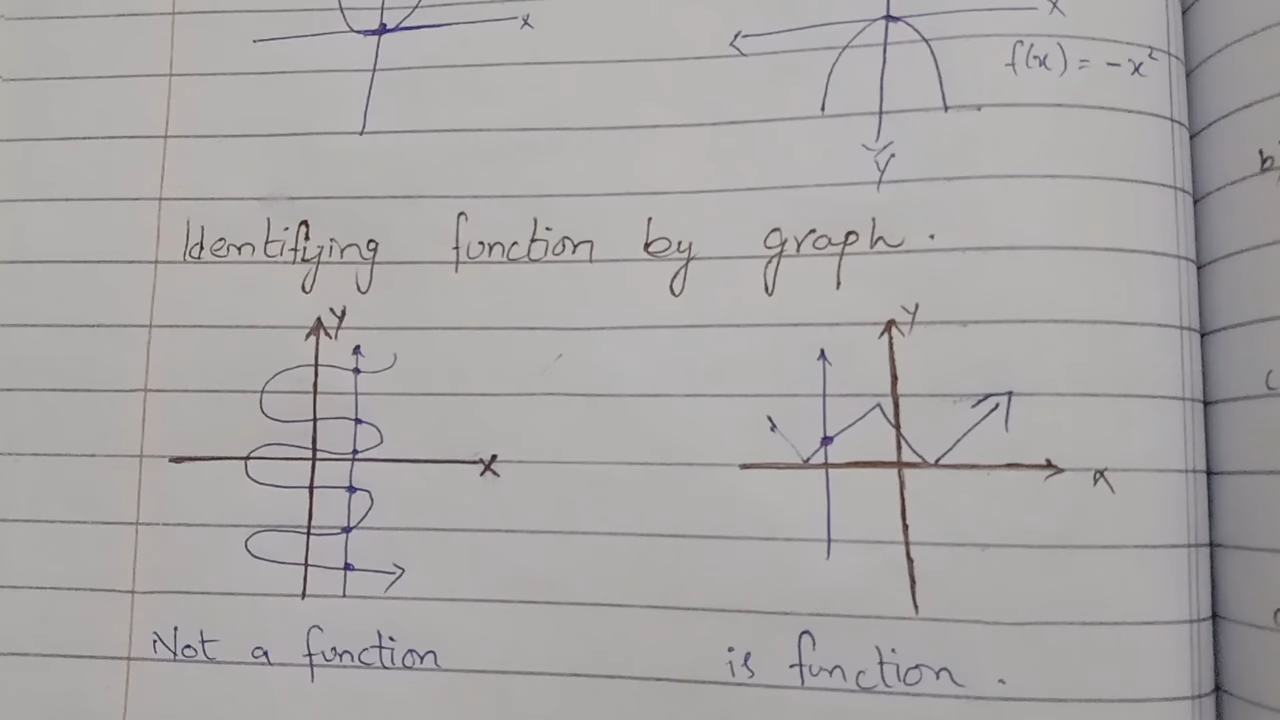 x
x
f(x) = -x²
Y
Identifying function by graph.
Y
Y
X
x
Not a function
is function.
b
c